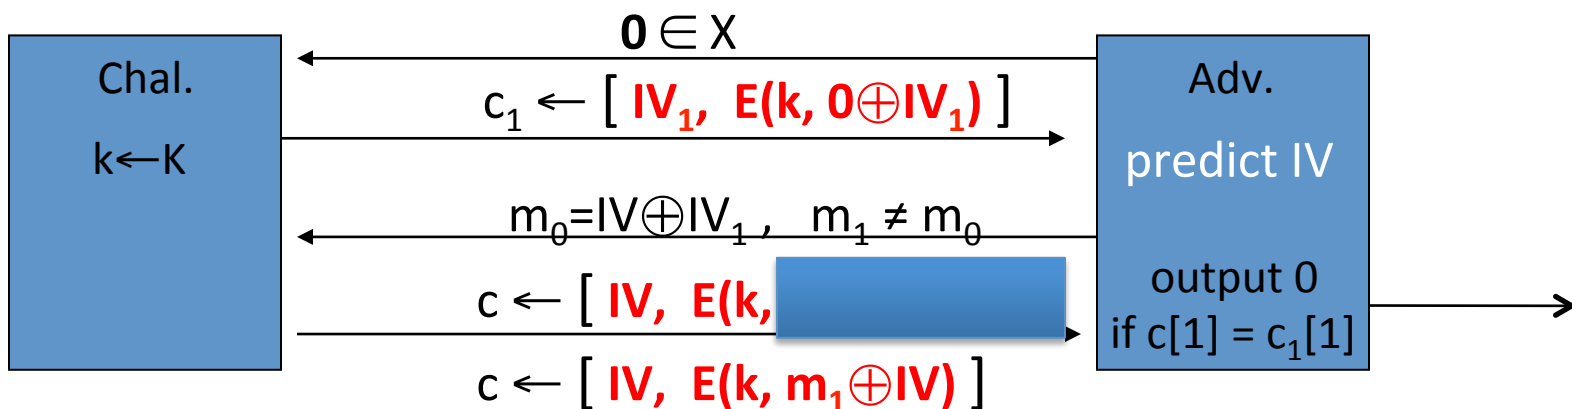 Chal.
k←K
0 ∈ X
c₁ ← [ IV₁, E(k, 0⊕IV₁) ]
m₀=IV⊕IV₁ , m₁ ≠ m₀
c ← [ IV, E(k,
c ← [ IV, E(k, m₁⊕IV) ]
Adv.
predict IV
output 0
if c[1] = c₁[1]